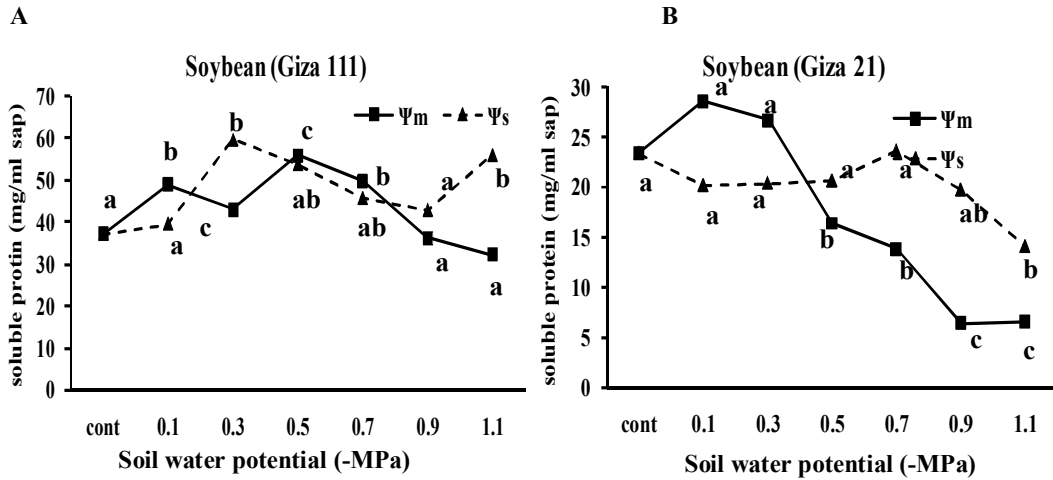 A
Soybean (Giza 111)
soluble protin (mg/ml sap)
70
60
50
40
30
20
10
0
Ψm
Ψs
a
b
a
b
c
c
ab
b
ab
a
a
b
a
cont 0.1 0.3 0.5 0.7 0.9 1.1
Soil water potential (-MPa)
B
Soybean (Giza 21)
soluble protein (mg/ml sap)
30
25
20
15
10
5
0
Ψm
Ψs
a
a
a
a
a
a
b
a
b
ab
c
b
c
cont 0.1 0.3 0.5 0.7 0.9 1.1
Soil water potential (-MPa)